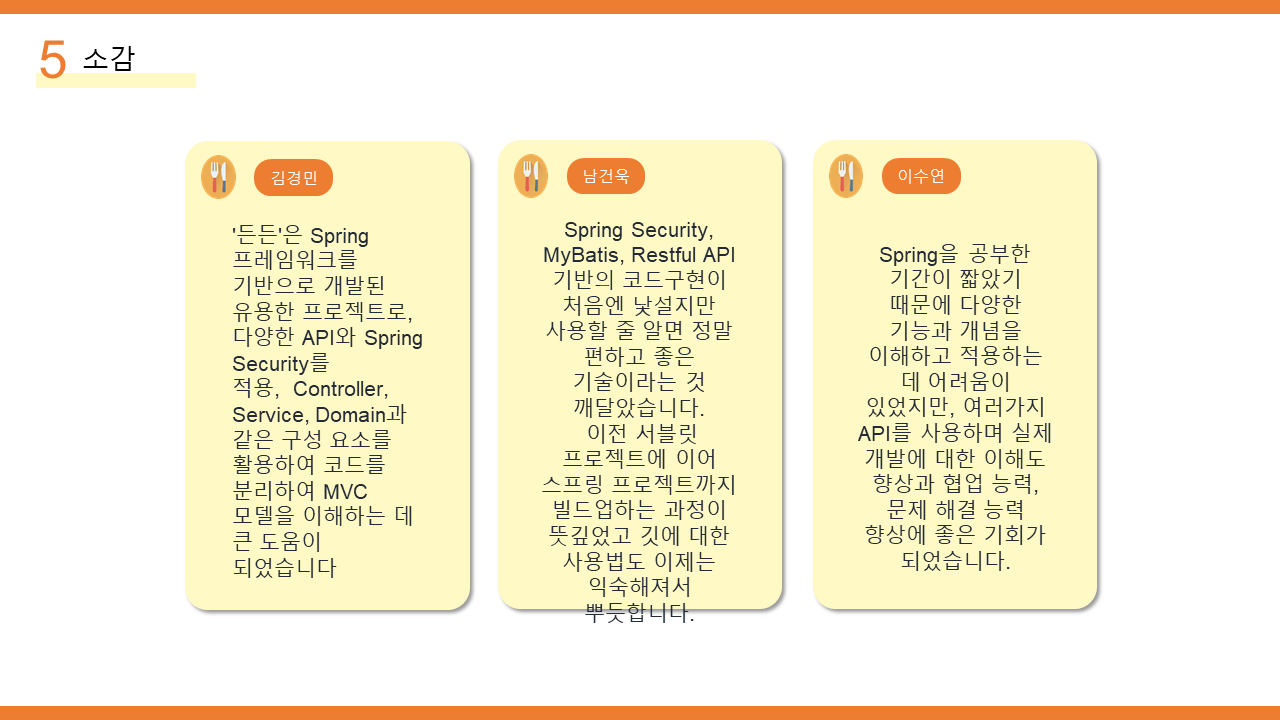 5 소감
김경민
'든든'은 Spring
프레임워크를
기반으로 개발된
유용한 프로젝트로,
다양한 API와 Spring
Security를
적용,  Controller,
Service, Domain과
같은 구성 요소를
활용하여 코드를
분리하여 MVC
모델을 이해하는 데
큰 도움이
되었습니다
남건욱
Spring Security,
MyBatis, Restful API
기반의 코드구현이
처음엔 낯설지만
사용할 줄 알면 정말
편하고 좋은
기술이라는 것
깨달았습니다.
이전 서블릿
프로젝트에 이어
스프링 프로젝트까지
빌드업하는 과정이
뜻깊었고 깃에 대한
사용법도 이제는
익숙해져서
뿌듯합니다.
이수연
Spring을 공부한
기간이 짧았기
때문에 다양한
기능과 개념을
이해하고 적용하는
데 어려움이
있었지만, 여러가지
API를 사용하며 실제
개발에 대한 이해도
향상과 협업 능력,
문제 해결 능력
향상에 좋은 기회가
되었습니다.